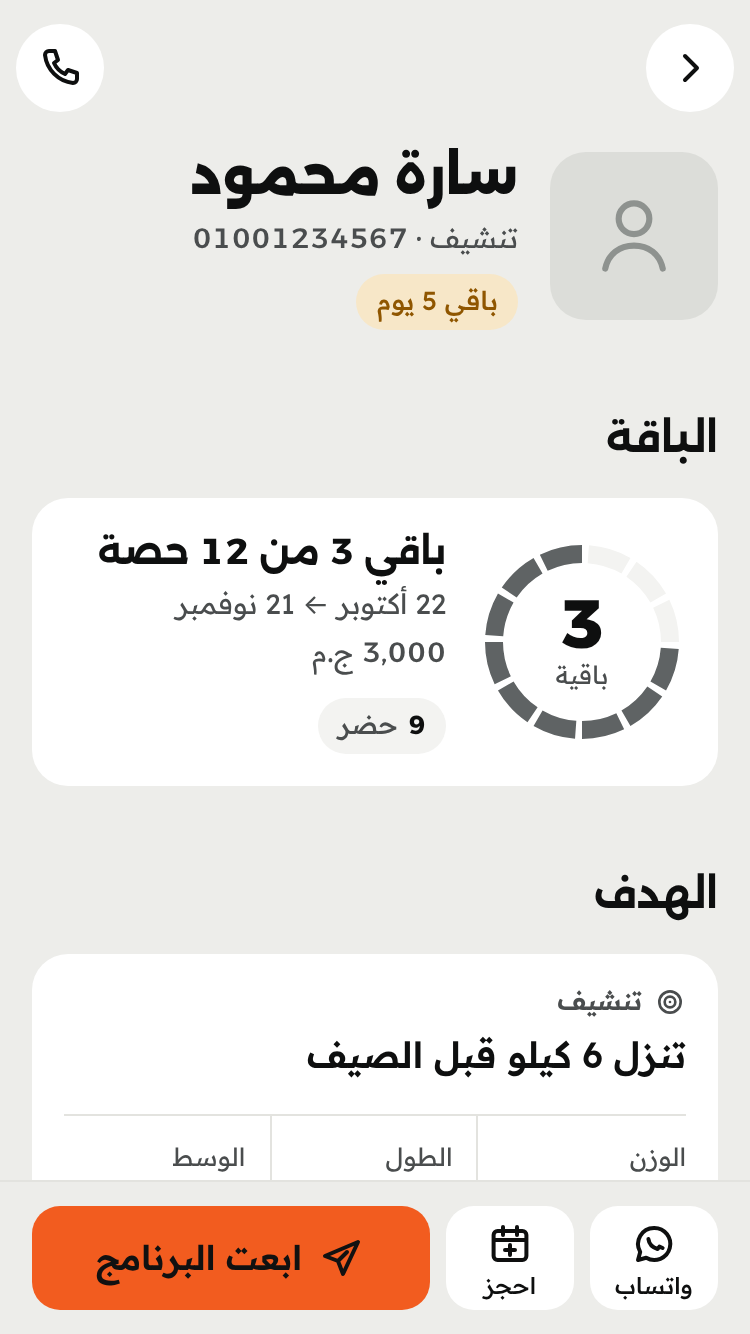 سارة محمود
تنشيف · 01001234567
باقي 5 يوم
الباقة
3
باقية
باقي 3 من 12 حصة
22 أكتوبر ← 21 نوفمبر
3,000 ج.م
9 حضر
الهدف
تنشيف
تنزل 6 كيلو قبل الصيف
الوزن
الطول
الوسط
واتساب
احجز
ابعت البرنامج